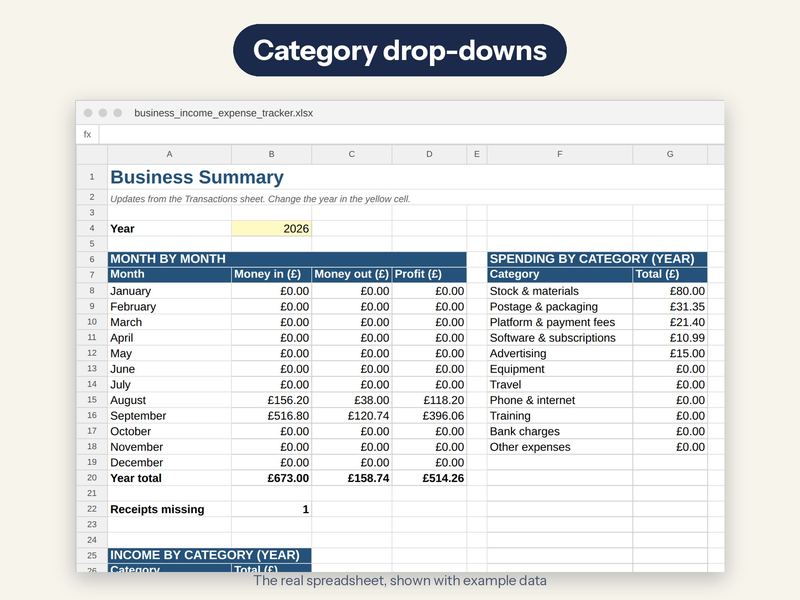 Category drop-downs
business_income_expense_tracker.xlsx
fx
A B C D E F G
1 Business Summary
2 Updates from the Transactions sheet. Change the year in the yellow cell.
3
4 Year 2026
5
6 MONTH BY MONTH SPENDING BY CATEGORY (YEAR)
7 Month Money in (£) Money out (£) Profit (£) Category Total (£)
8 January £0.00 £0.00 £0.00 Stock & materials £80.00
9 February £0.00 £0.00 £0.00 Postage & packaging £31.35
10 March £0.00 £0.00 £0.00 Platform & payment fees £21.40
11 April £0.00 £0.00 £0.00 Software & subscriptions £10.99
12 May £0.00 £0.00 £0.00 Advertising £15.00
13 June £0.00 £0.00 £0.00 Equipment £0.00
14 July £0.00 £0.00 £0.00 Travel £0.00
15 August £156.20 £38.00 £118.20 Phone & internet £0.00
16 September £516.80 £120.74 £396.06 Training £0.00
17 October £0.00 £0.00 £0.00 Bank charges £0.00
18 November £0.00 £0.00 £0.00 Other expenses £0.00
19 December £0.00 £0.00 £0.00
20 Year total £673.00 £158.74 £514.26
21
22 Receipts missing 1
23
24
25 INCOME BY CATEGORY (YEAR)
26 Category Total (£)
The real spreadsheet, shown with example data